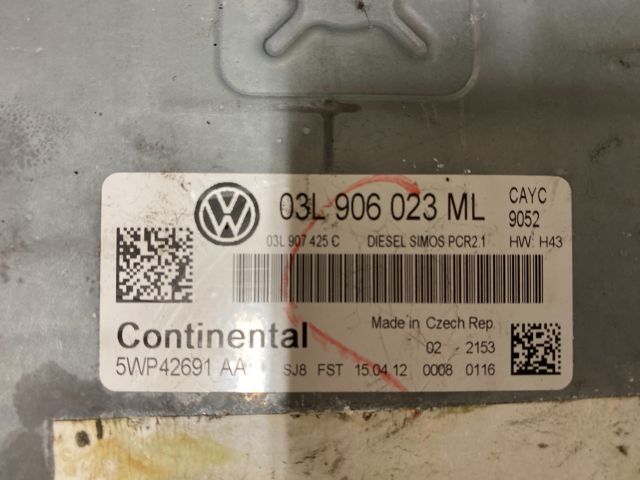 03L 906 023 ML
CAYC
9052
03L 907 425 C DIESEL SIMOS PCR2.1 HW: H43
Continental
Made in Czech Rep.
02 2153
5WP42691 AA SJ8 FST 15 04 12 0008 0116